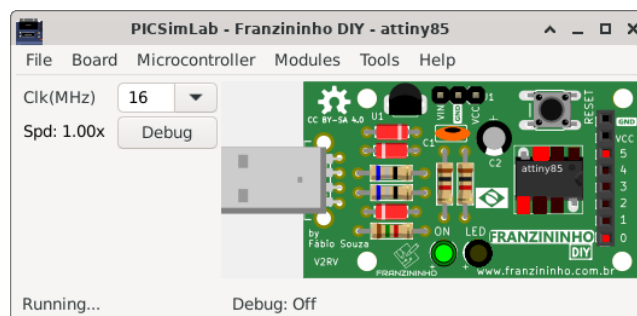 PICSimLab - Franzininho DIY - attiny85
File Board Microcontroller Modules Tools Help
Clk(MHz) 16
Spd: 1.00x Debug
CC BY-SA 4.0
U1
VIN
GND
VCC
J1
C1
C2
RESET
GND
VCC
5
4
3
2
1
0
attiny85
ON LED
FRANZININHO
DIY
by
Fábio Souza
V2RV
FRANZININHO
www.franzininho.com.br
Running... Debug: Off